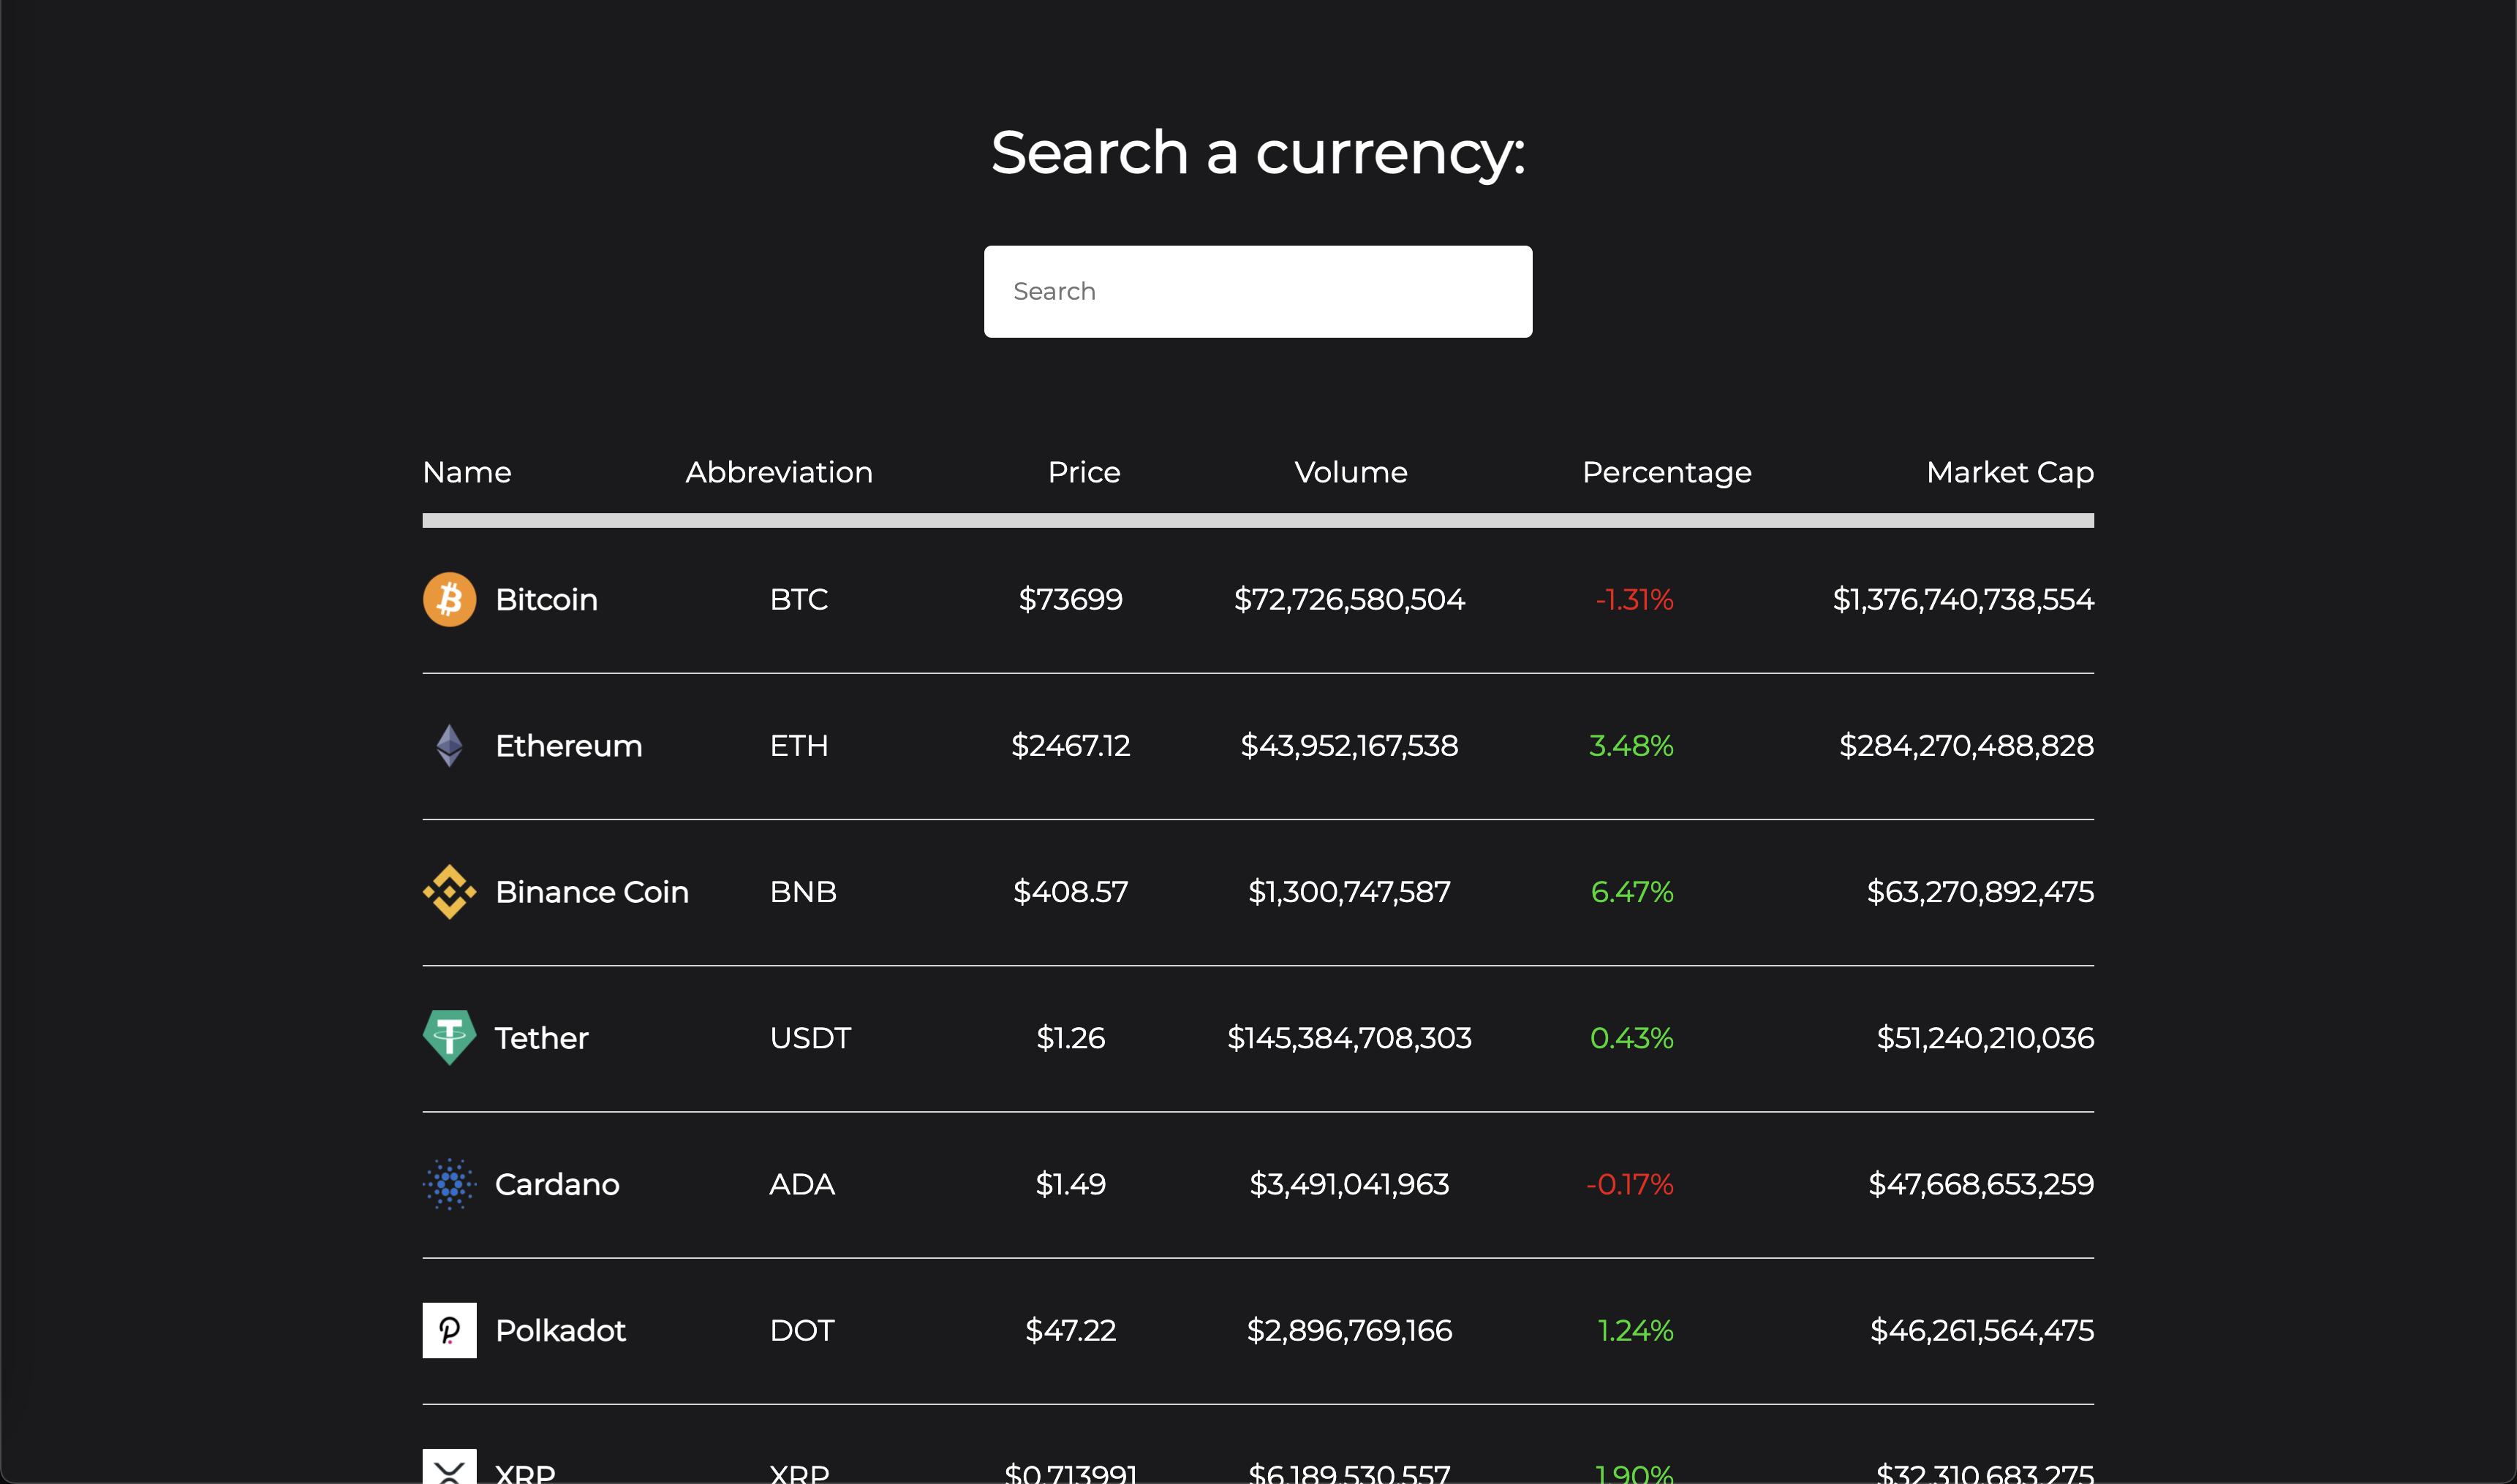 Search a currency:
Search
Name Abbreviation Price Volume Percentage Market Cap
Bitcoin BTC $73699 $72,726,580,504 -1.31% $1,376,740,738,554
Ethereum ETH $2467.12 $43,952,167,538 3.48% $284,270,488,828
Binance Coin BNB $408.57 $1,300,747,587 6.47% $63,270,892,475
Tether USDT $1.26 $145,384,708,303 0.43% $51,240,210,036
Cardano ADA $1.49 $3,491,041,963 -0.17% $47,668,653,259
Polkadot DOT $47.22 $2,896,769,166 1.24% $46,261,564,475
XRP XRP $0.713991 $6,189,530,557 1.90% $32,310,683,275